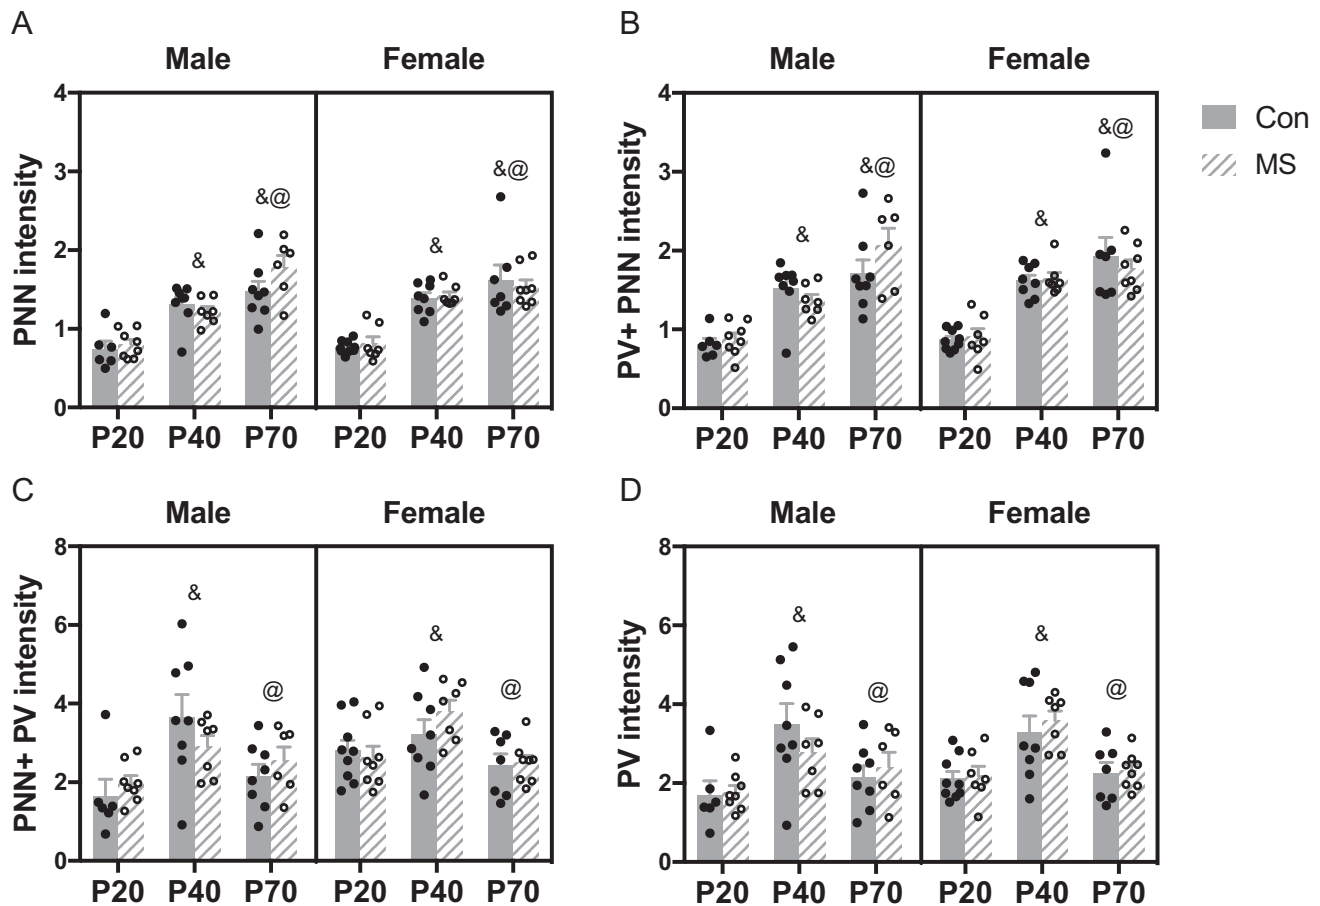 A
Male Female
PNN intensity
4
3
2
1
0
&
&@
&
&@
P20 P40 P70 P20 P40 P70
B
Male Female
PV+ PNN intensity
4
3
2
1
0
&
&@
&
&@
P20 P40 P70 P20 P40 P70
Con
MS
C
Male Female
PNN+ PV intensity
8
6
4
2
0
&
@
&
@
P20 P40 P70 P20 P40 P70
D
Male Female
PV intensity
8
6
4
2
0
&
@
&
@
P20 P40 P70 P20 P40 P70